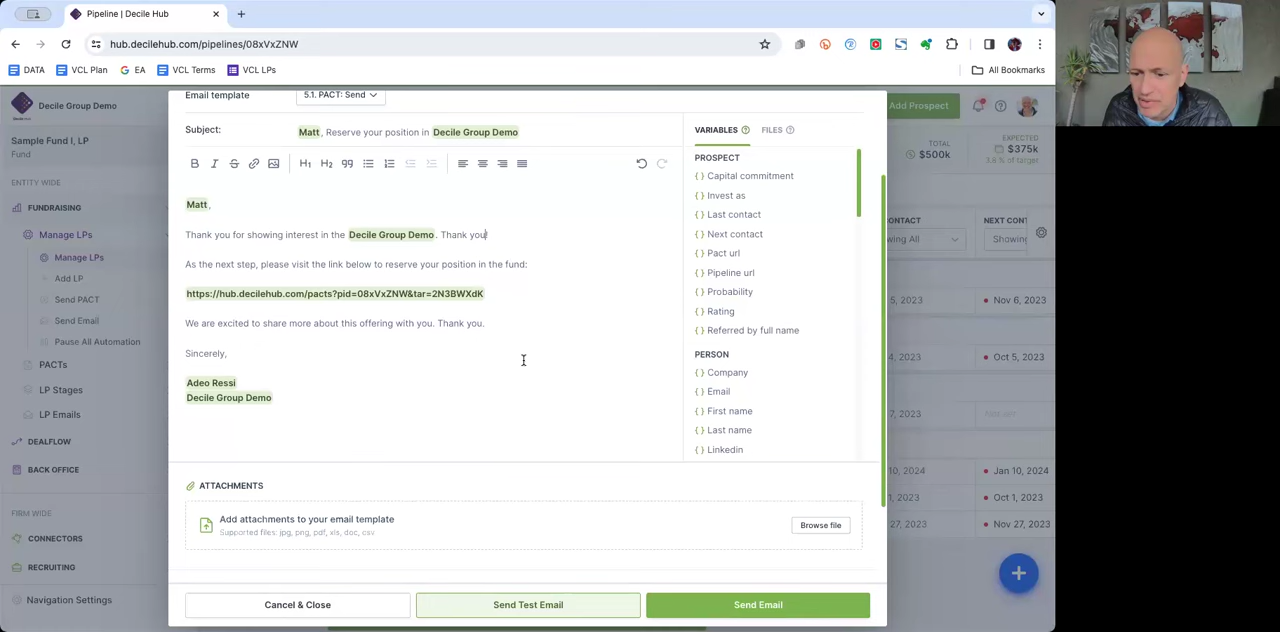 Pipeline | Decile Hub
hub.decilehub.com/pipelines/08xVxZNW
DATA
VCL Plan
EA
VCL Terms
VCL LPs
All Bookmarks
Decile Group Demo
Sample Fund I, LP
Fund
ENTITY WIDE
FUNDRAISING
Manage LPs
Manage LPs
Add LP
Send PACT
Send Email
Pause All Automation
PACTs
LP Stages
LP Emails
DEALFLOW
BACK OFFICE
FIRM WIDE
CONNECTORS
RECRUITING
Navigation Settings
Email template
5.1. PACT: Send
Subject:
Matt, Reserve your position in Decile Group Demo
B I S H1 H2
Matt,
Thank you for showing interest in the Decile Group Demo. Thank you
As the next step, please visit the link below to reserve your position in the fund:
https://hub.decilehub.com/pacts?pid=08xVxZNW&tar=2N3BWXdK
We are excited to share more about this offering with you. Thank you.
Sincerely,
Adeo Ressi
Decile Group Demo
VARIABLES
FILES
PROSPECT
{} Capital commitment
{} Invest as
{} Last contact
{} Next contact
{} Pact url
{} Pipeline url
{} Probability
{} Rating
{} Referred by full name
PERSON
{} Company
{} Email
{} First name
{} Last name
{} Linkedin
ATTACHMENTS
Add attachments to your email template
Supported files: jpg, png, pdf, xls, doc, csv
Browse file
Cancel & Close
Send Test Email
Send Email
Add Prospect
TOTAL
$500k
EXPECTED
$375k
3.8 % of target
NEXT CONT
Nov 6, 2023
Oct 5, 2023
Jan 10, 2024
Oct 1, 2023
Nov 27, 2023